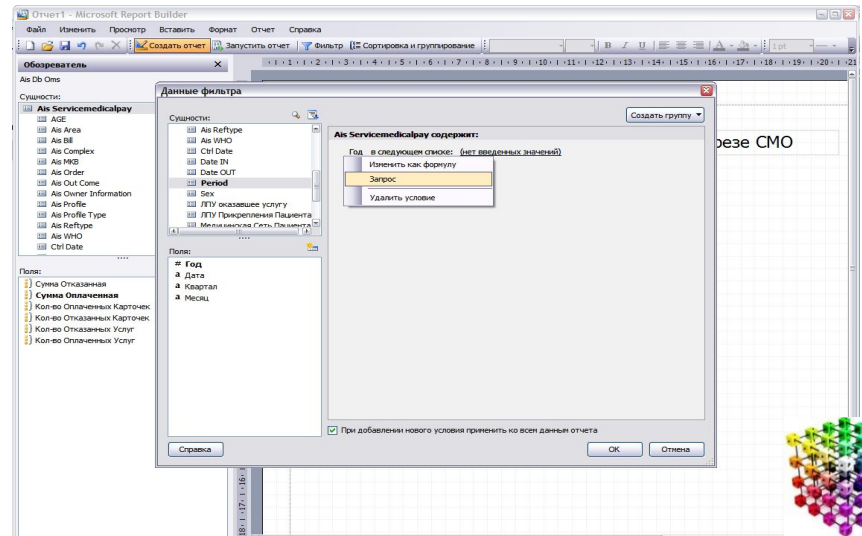 Отчет1 - Microsoft Report Builder
Файл Изменить Просмотр Вставить Формат Отчет Справка
Создать отчет Запустить отчет Фильтр Сортировка и группирование
Обозреватель
Ais Db Oms
Сущности:
Ais Servicemedicalpay
AGE
Ais Area
Ais Bill
Ais Complex
Ais MKB
Ais Order
Ais Out Come
Ais Owner Information
Ais Profile
Ais Profile Type
Ais Reftype
Ais WHO
Ctrl Date
Поля:
Сумма Отказанная
Сумма Оплаченная
Кол-во Оплаченных Карточек
Кол-во Отказанных Карточек
Кол-во Отказанных Услуг
Кол-во Оплаченных Услуг
резе СМО
Данные фильтра
Сущности:
Ais Reftype
Ais WHO
Ctrl Date
Date IN
Date OUT
Period
Sex
ЛПУ оказавшее услугу
ЛПУ Прикрепления Пациента
Медицинская Сеть Пациента
Поля:
# Год
a Дата
a Квартал
a Месяц
Создать группу
Ais Servicemedicalpay содержит:
Год в следующем списке: (нет введенных значений)
Изменить как формулу
Запрос
Удалить условие
При добавлении нового условия применить ко всем данным отчета
Справка
ОК Отмена